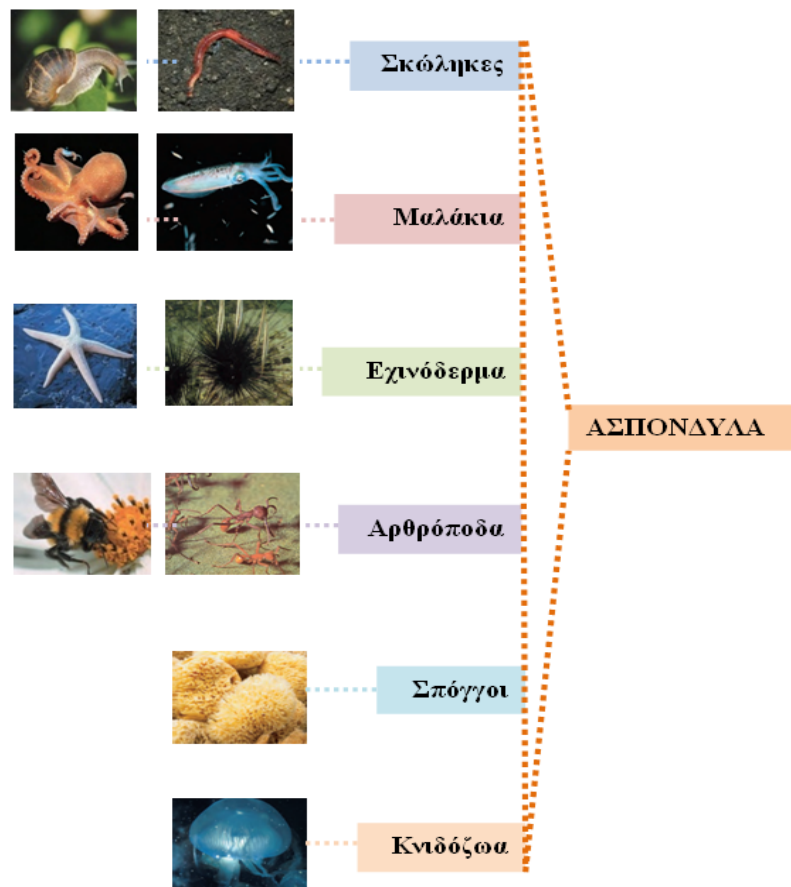 Σκώληκες
Μαλάκια
Εχινόδερμα
ΑΣΠΟΝΔΥΛΑ
Αρθρόποδα
Σπόγγοι
Κνιδόζωα